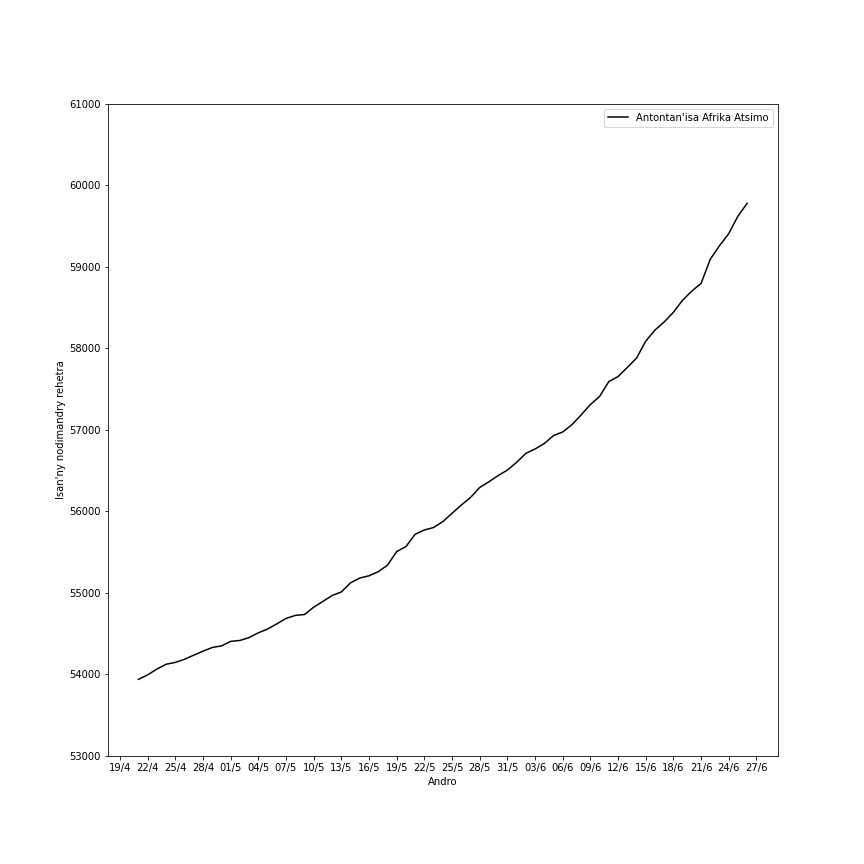 61000
Antontan'isa Afrika Atsimo
60000
59000
58000
57000
56000
55000
54000
53000
Isan'ny nodimandry rehetra
19/4 22/4 25/4 28/4 01/5 04/5 07/5 10/5 13/5 16/5 19/5 22/5 25/5 28/5 31/5 03/6 06/6 09/6 12/6 15/6 18/6 21/6 24/6 27/6
Andro